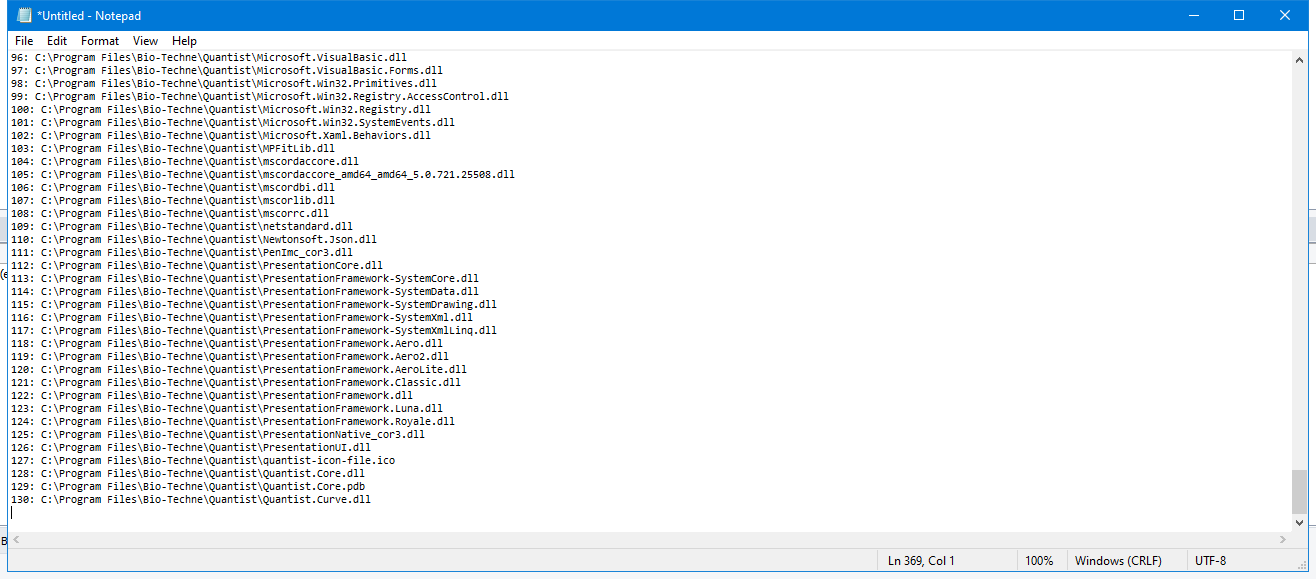 *Untitled - Notepad
File Edit Format View Help
96: C:\Program Files\Bio-Techne\Quantist\Microsoft.VisualBasic.dll
97: C:\Program Files\Bio-Techne\Quantist\Microsoft.VisualBasic.Forms.dll
98: C:\Program Files\Bio-Techne\Quantist\Microsoft.Win32.Primitives.dll
99: C:\Program Files\Bio-Techne\Quantist\Microsoft.Win32.Registry.AccessControl.dll
100: C:\Program Files\Bio-Techne\Quantist\Microsoft.Win32.Registry.dll
101: C:\Program Files\Bio-Techne\Quantist\Microsoft.Win32.SystemEvents.dll
102: C:\Program Files\Bio-Techne\Quantist\Microsoft.Xaml.Behaviors.dll
103: C:\Program Files\Bio-Techne\Quantist\MPFitLib.dll
104: C:\Program Files\Bio-Techne\Quantist\mscordaccore.dll
105: C:\Program Files\Bio-Techne\Quantist\mscordaccore_amd64_amd64_5.0.721.25508.dll
106: C:\Program Files\Bio-Techne\Quantist\mscordbi.dll
107: C:\Program Files\Bio-Techne\Quantist\mscorlib.dll
108: C:\Program Files\Bio-Techne\Quantist\mscorrc.dll
109: C:\Program Files\Bio-Techne\Quantist\netstandard.dll
110: C:\Program Files\Bio-Techne\Quantist\Newtonsoft.Json.dll
111: C:\Program Files\Bio-Techne\Quantist\PenImc_cor3.dll
112: C:\Program Files\Bio-Techne\Quantist\PresentationCore.dll
113: C:\Program Files\Bio-Techne\Quantist\PresentationFramework-SystemCore.dll
114: C:\Program Files\Bio-Techne\Quantist\PresentationFramework-SystemData.dll
115: C:\Program Files\Bio-Techne\Quantist\PresentationFramework-SystemDrawing.dll
116: C:\Program Files\Bio-Techne\Quantist\PresentationFramework-SystemXml.dll
117: C:\Program Files\Bio-Techne\Quantist\PresentationFramework-SystemXmlLinq.dll
118: C:\Program Files\Bio-Techne\Quantist\PresentationFramework.Aero.dll
119: C:\Program Files\Bio-Techne\Quantist\PresentationFramework.Aero2.dll
120: C:\Program Files\Bio-Techne\Quantist\PresentationFramework.AeroLite.dll
121: C:\Program Files\Bio-Techne\Quantist\PresentationFramework.Classic.dll
122: C:\Program Files\Bio-Techne\Quantist\PresentationFramework.dll
123: C:\Program Files\Bio-Techne\Quantist\PresentationFramework.Luna.dll
124: C:\Program Files\Bio-Techne\Quantist\PresentationFramework.Royale.dll
125: C:\Program Files\Bio-Techne\Quantist\PresentationNative_cor3.dll
126: C:\Program Files\Bio-Techne\Quantist\PresentationUI.dll
127: C:\Program Files\Bio-Techne\Quantist\quantist-icon-file.ico
128: C:\Program Files\Bio-Techne\Quantist\Quantist.Core.dll
129: C:\Program Files\Bio-Techne\Quantist\Quantist.Core.pdb
130: C:\Program Files\Bio-Techne\Quantist\Quantist.Curve.dll
Ln 369, Col 1 100% Windows (CRLF) UTF-8